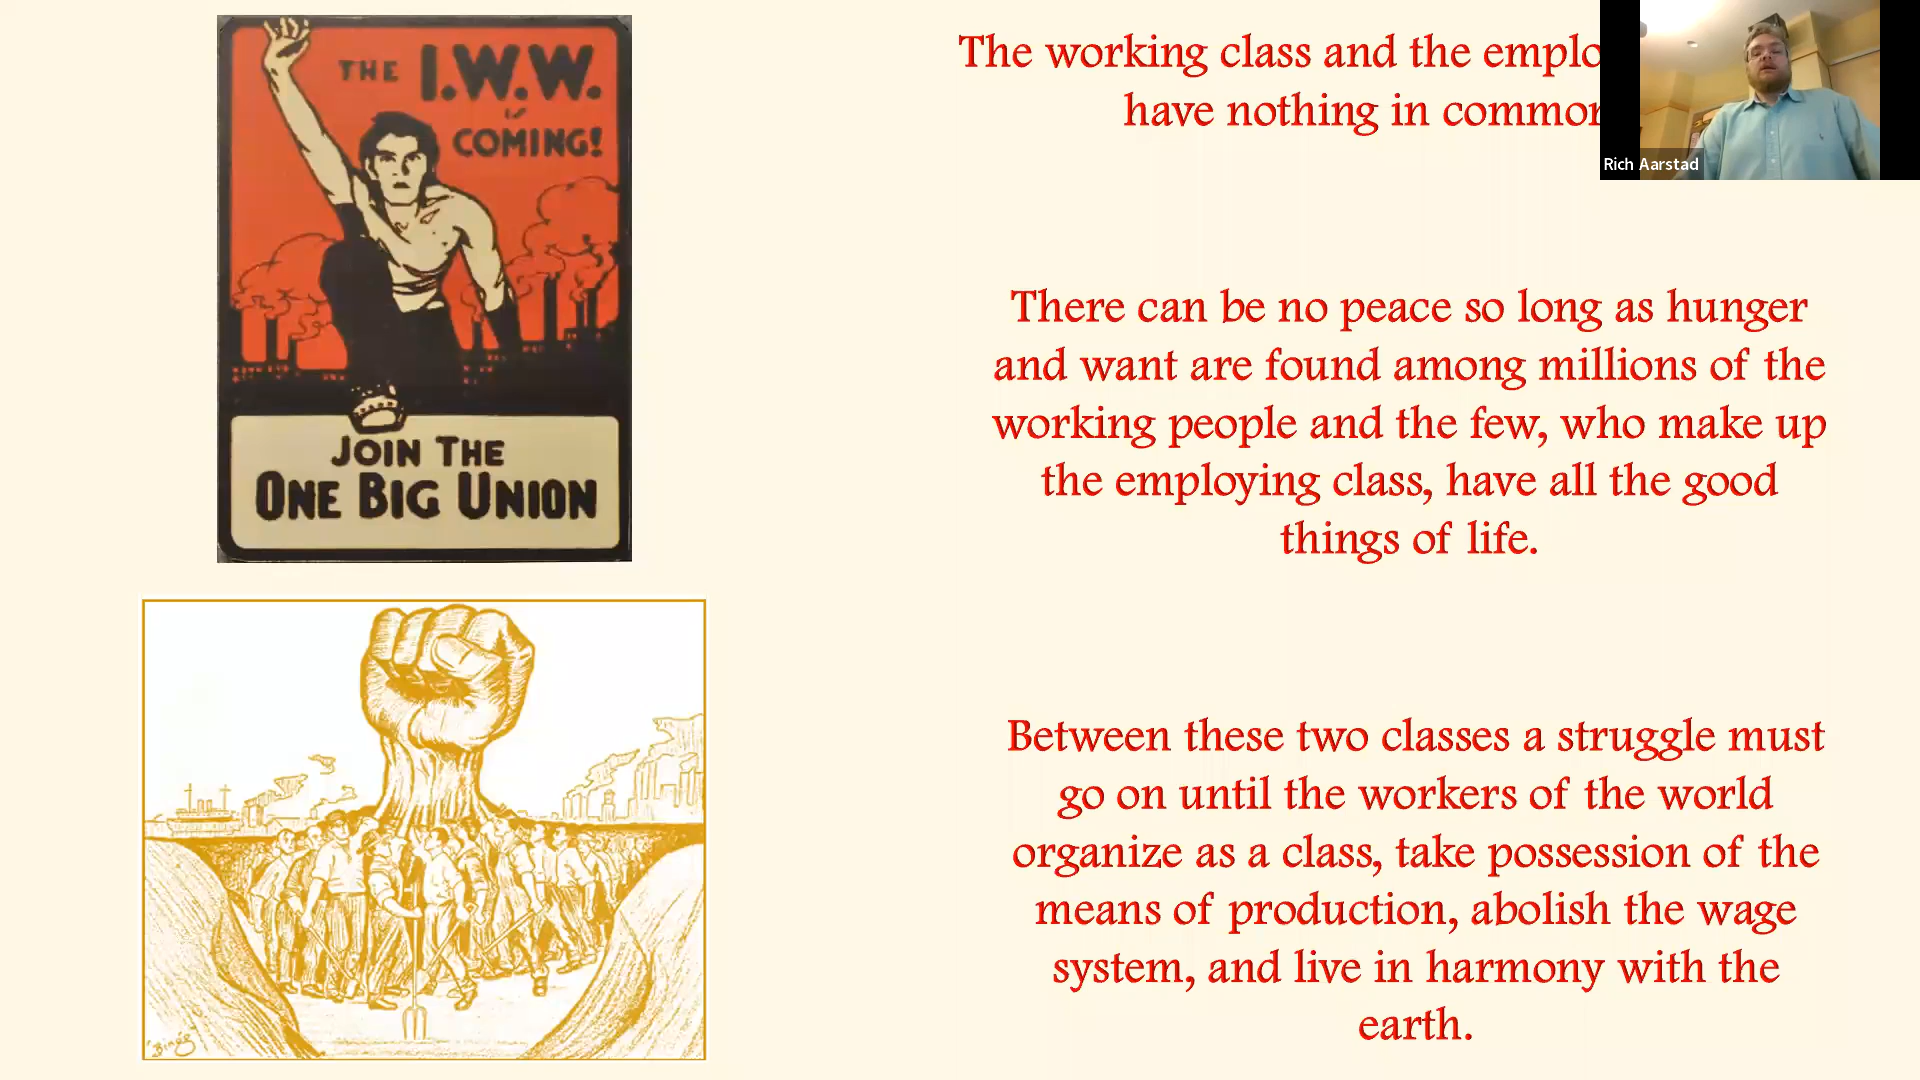 THE I.W.W.
is
COMING!
JOIN THE
ONE BIG UNION
The working class and the emplo
have nothing in common
Rich Aarstad
There can be no peace so long as hunger
and want are found among millions of the
working people and the few, who make up
the employing class, have all the good
things of life.
Between these two classes a struggle must
go on until the workers of the world
organize as a class, take possession of the
means of production, abolish the wage
system, and live in harmony with the
earth.